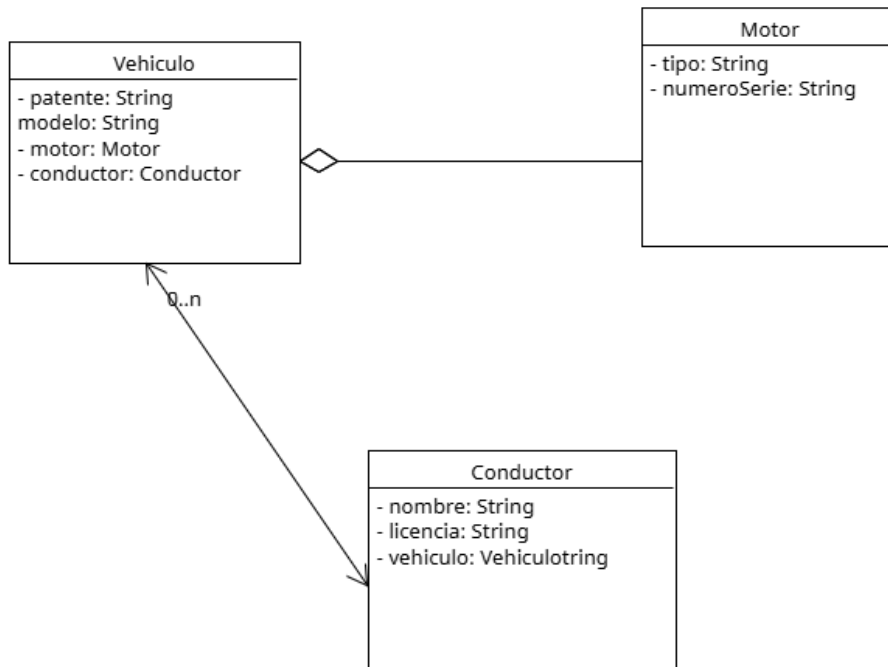 Vehiculo
- patente: String
modelo: String
- motor: Motor
- conductor: Conductor
Motor
- tipo: String
- numeroSerie: String
0..n
Conductor
- nombre: String
- licencia: String
- vehiculo: Vehiculotring